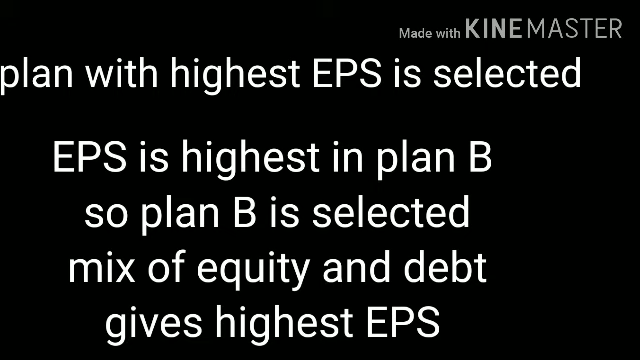 Made with KINEMASTER
plan with highest EPS is selected
EPS is highest in plan B
so plan B is selected
mix of equity and debt
gives highest EPS